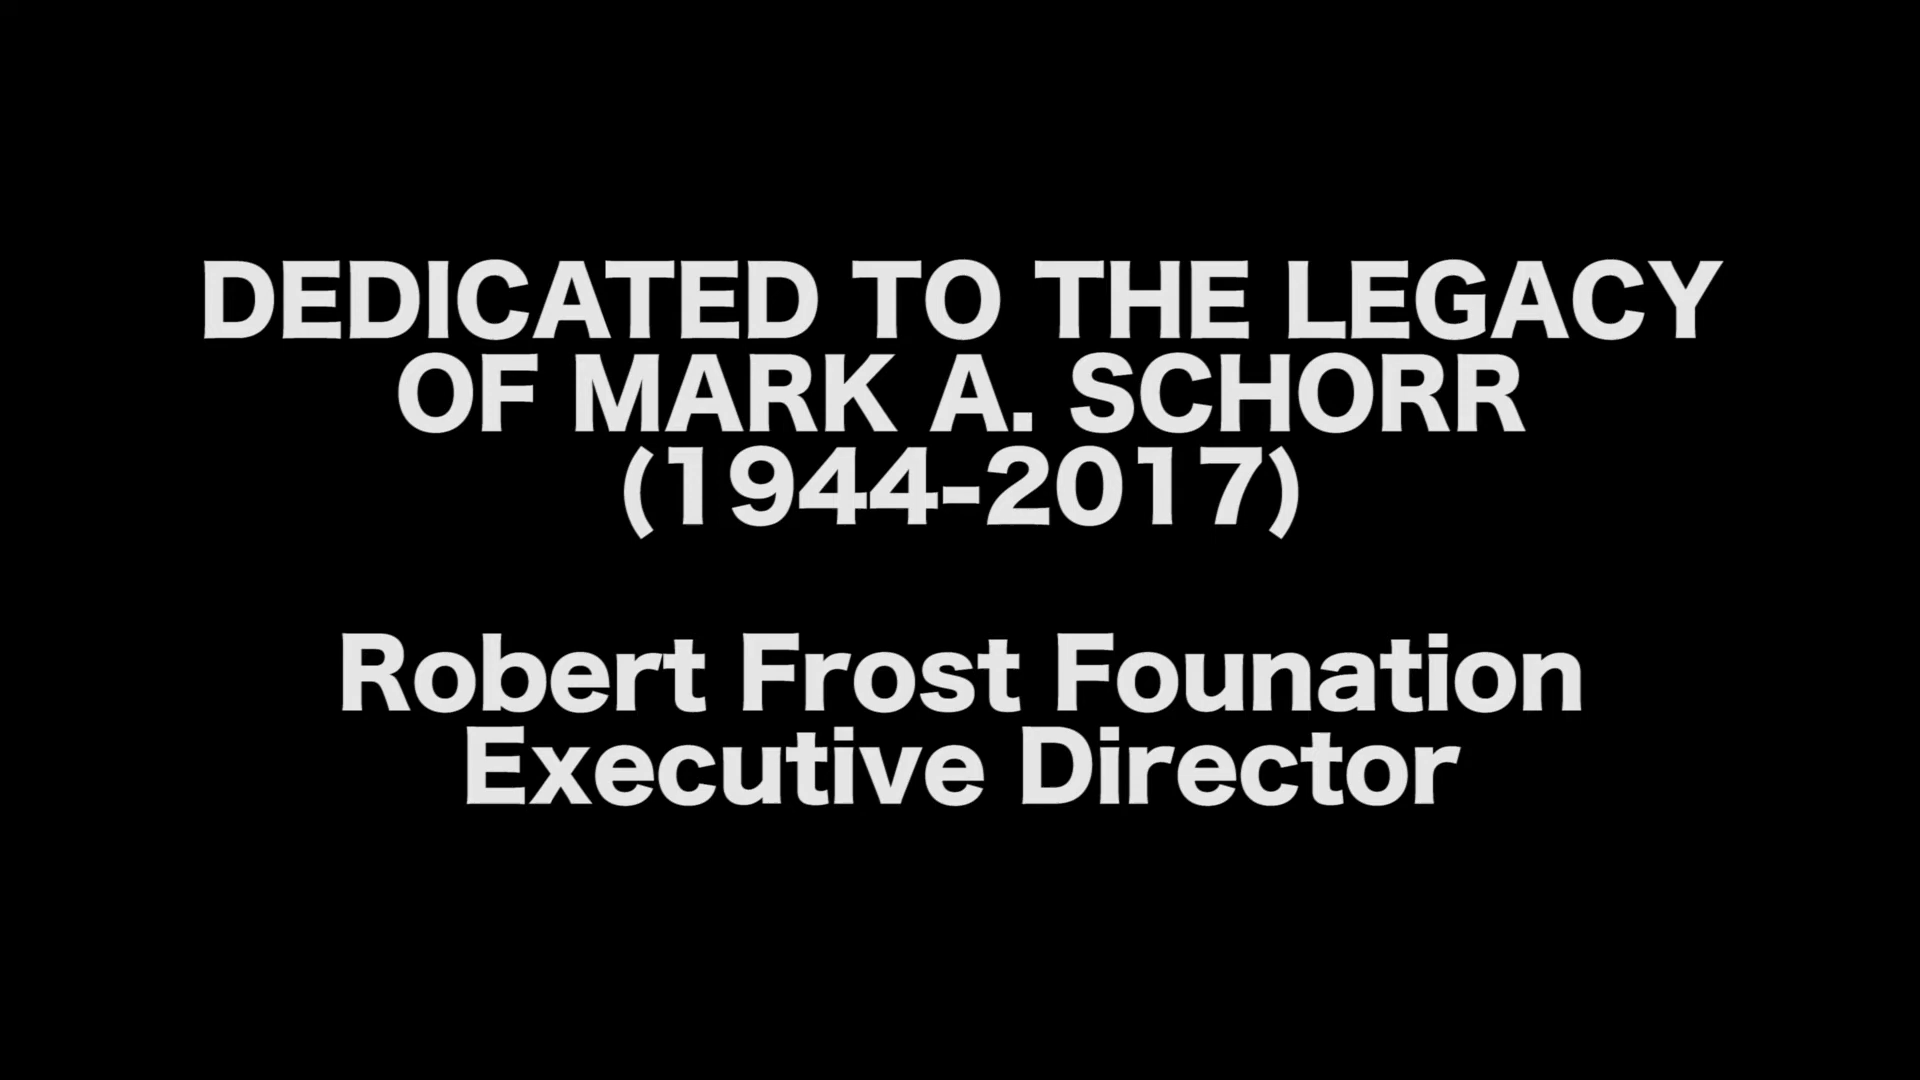 DEDICATED TO THE LEGACY
OF MARK A. SCHORR
(1944-2017)
Robert Frost Founation
Executive Director